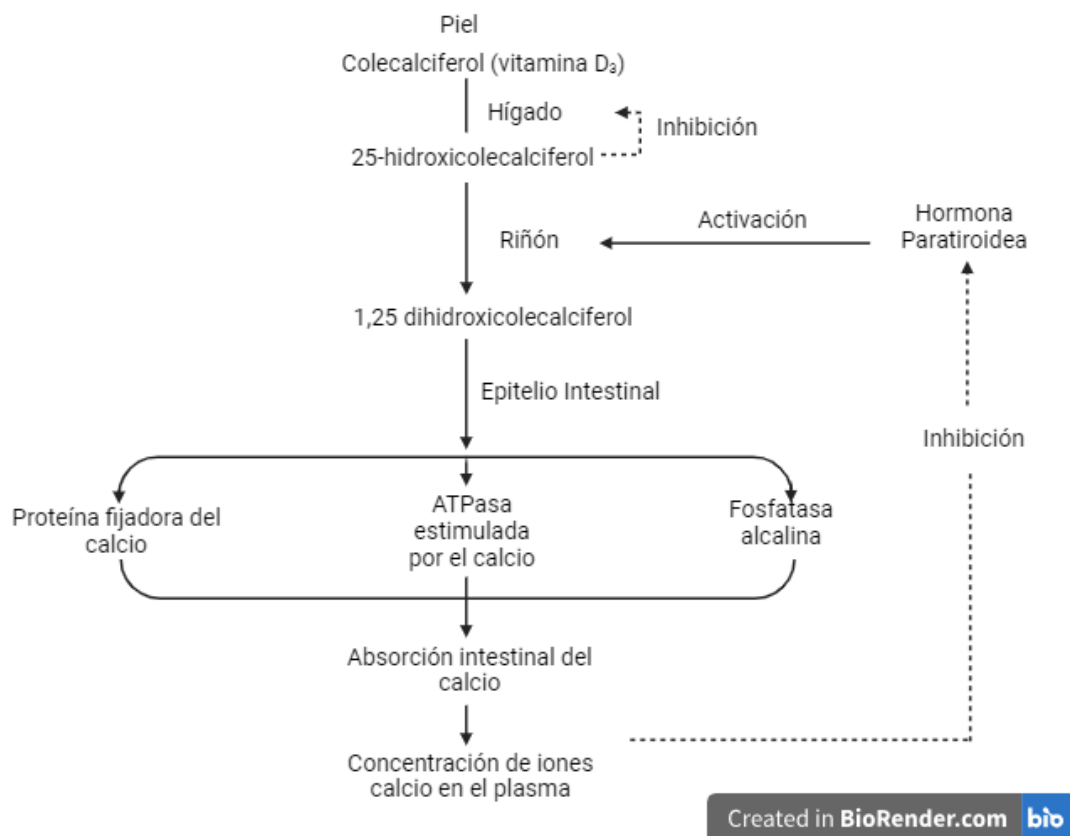 Piel
Colecalciferol (vitamina D₃)
Hígado
Inhibición
25-hidroxicolecalciferol
Activación
Hormona
Paratiroidea
Riñón
1,25 dihidroxicolecalciferol
Epitelio Intestinal
Inhibición
Proteína fijadora del
calcio
ATPasa
estimulada
por el calcio
Fosfatasa
alcalina
Absorción intestinal del
calcio
Concentración de iones
calcio en el plasma
Created in BioRender.com bio